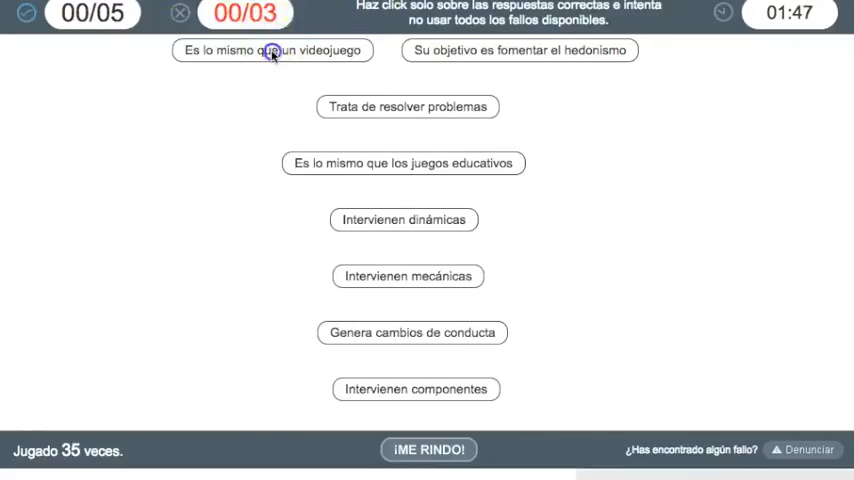 00/05
00/03
Haz click solo sobre las respuestas correctas e intenta
no usar todos los fallos disponibles.
01:47
Es lo mismo que un videojuego
Su objetivo es fomentar el hedonismo
Trata de resolver problemas
Es lo mismo que los juegos educativos
Intervienen dinámicas
Intervienen mecánicas
Genera cambios de conducta
Intervienen componentes
Jugado 35 veces.
¡ME RINDO!
¿Has encontrado algún fallo?
Denunciar